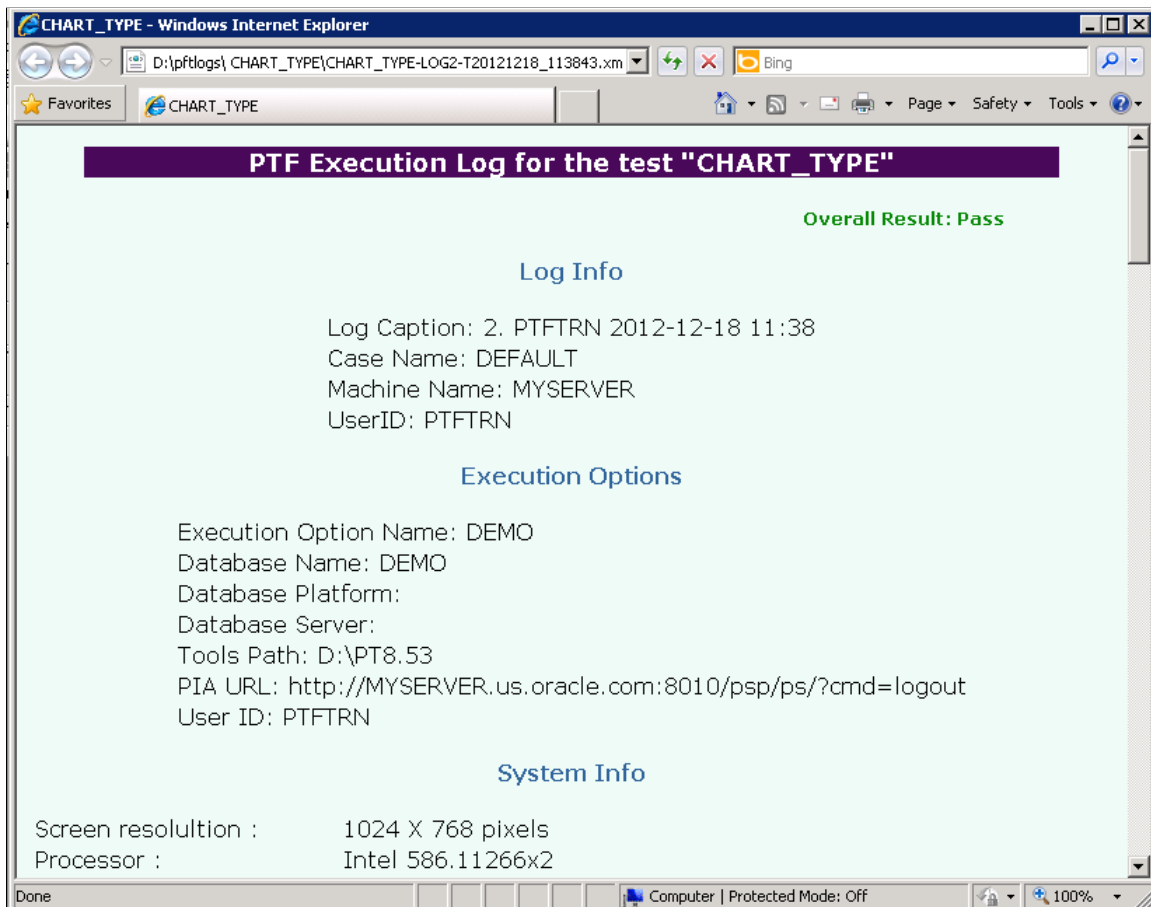 CHART_TYPE - Windows Internet Explorer
D:\pftlogs\ CHART_TYPE\CHART_TYPE-LOG2-T20121218_113843.xm
Bing
Favorites
CHART_TYPE
Page
Safety
Tools
PTF Execution Log for the test "CHART_TYPE"
Overall Result: Pass
Log Info
Log Caption: 2. PTFTRN 2012-12-18 11:38
Case Name: DEFAULT
Machine Name: MYSERVER
UserID: PTFTRN
Execution Options
Execution Option Name: DEMO
Database Name: DEMO
Database Platform:
Database Server:
Tools Path: D:\PT8.53
PIA URL: http://MYSERVER.us.oracle.com:8010/psp/ps/?cmd=logout
User ID: PTFTRN
System Info
Screen resolultion : 1024 X 768 pixels
Processor : Intel 586.11266x2
Done
Computer | Protected Mode: Off
100%